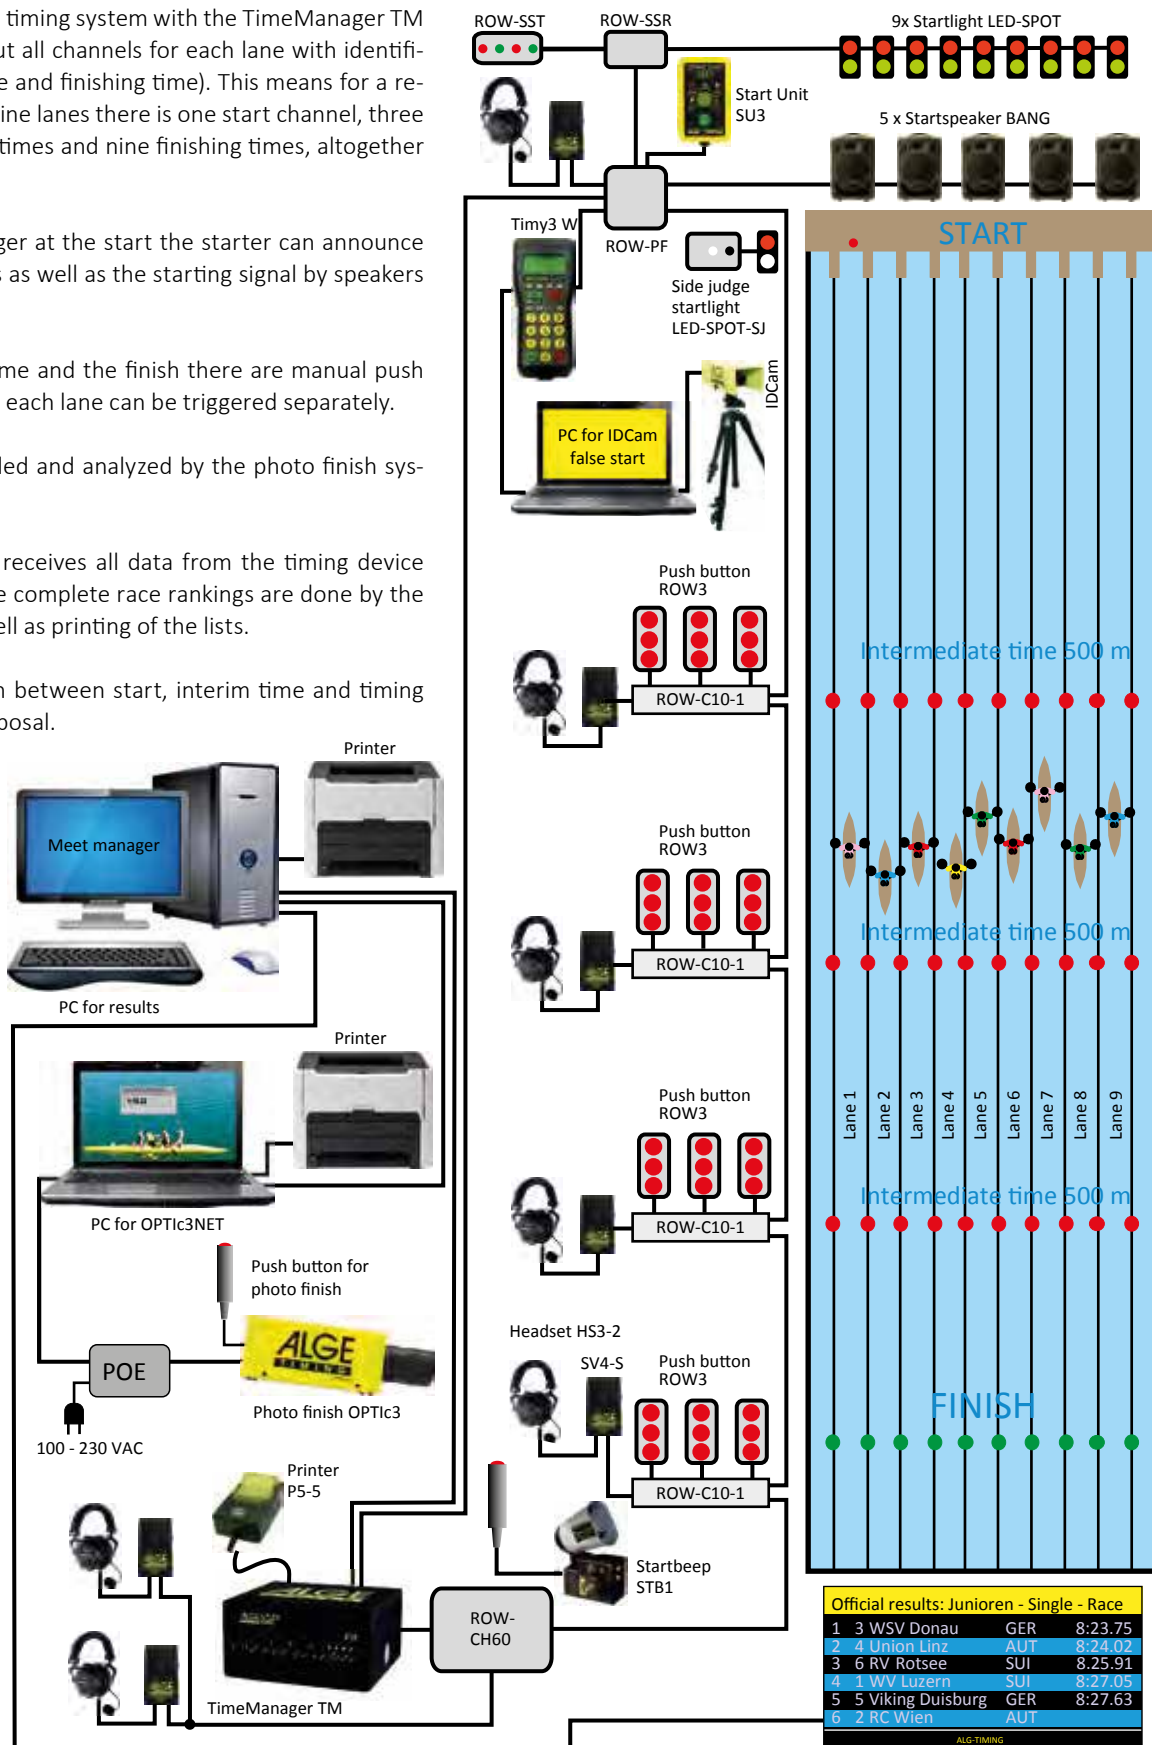 timing system with the TimeManager TM
ut all channels for each lane with identifi-
e and finishing time). This means for a re-
ine lanes there is one start channel, three
times and nine finishing times, altogether
ger at the start the starter can announce
s as well as the starting signal by speakers
me and the finish there are manual push
each lane can be triggered separately.
led and analyzed by the photo finish sys-
receives all data from the timing device
e complete race rankings are done by the
ell as printing of the lists.
n between start, interim time and timing
posal.
ROW-SST
ROW-SSR
9x Startlight LED-SPOT
Start Unit
SU3
5 x Startspeaker BANG
Timy3 W
ROW-PF
Side judge
startlight
LED-SPOT-SJ
IDCam
PC for IDCam
false start
START
Push button
ROW3
ROW-C10-1
Intermediate time 500 m
Printer
Meet manager
PC for results
Push button
ROW3
ROW-C10-1
Intermediate time 500 m
Printer
PC for OPTIc3NET
Push button
ROW3
ROW-C10-1
Lane 1
Lane 2
Lane 3
Lane 4
Lane 5
Lane 6
Lane 7
Lane 8
Lane 9
Intermediate time 500 m
Push button for
photo finish
ALGE
TIMING
POE
Photo finish OPTIc3
100 - 230 VAC
Headset HS3-2
SV4-S
Push button
ROW3
ROW-C10-1
FINISH
Printer
P5-5
ALGE
TimeManager TM
ROW-
CH60
Startbeep
STB1
Official results: Junioren - Single - Race
1 3 WSV Donau GER 8:23.75
2 4 Union Linz AUT 8:24.02
3 6 RV Rotsee SUI 8.25.91
4 1 WV Luzern SUI 8:27.05
5 5 Viking Duisburg GER 8:27.63
6 2 RC Wien AUT
ALG-TIMING